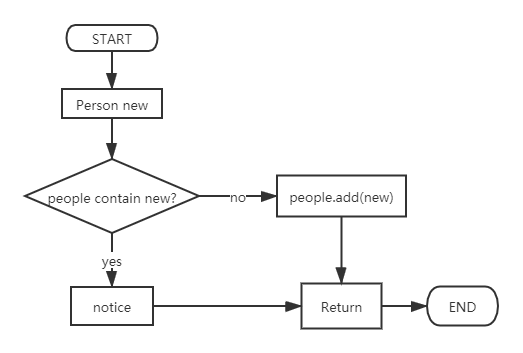 START
Person new
people contain new?
no
people.add(new)
yes
notice
Return
END